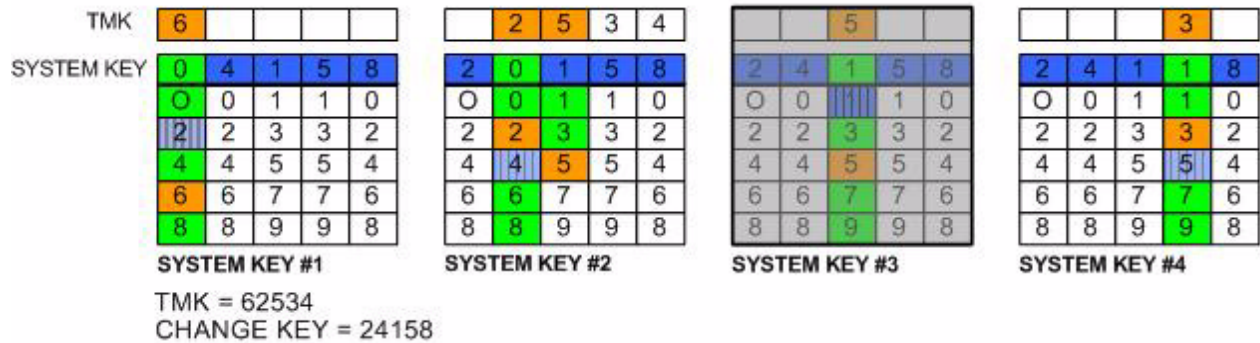 TMK 6 2 5 3 4 5 3
SYSTEM KEY 0 4 1 5 8 2 0 1 5 8 2 4 1 5 8 2 4 1 1 8
O 0 1 1 0 O 0 1 1 0 O 0 1 1 0 O 0 1 1 0
2 2 3 3 2 2 2 3 3 2 2 2 3 3 2 2 2 3 3 2
4 4 5 5 4 4 4 5 5 4 4 4 5 5 4 4 4 5 5 4
6 6 7 7 6 6 6 7 7 6 6 6 7 7 6 6 6 7 7 6
8 8 9 9 8 8 8 9 9 8 8 8 9 9 8 8 8 9 9 8
SYSTEM KEY #1 SYSTEM KEY #2 SYSTEM KEY #3 SYSTEM KEY #4
TMK = 62534
CHANGE KEY = 24158